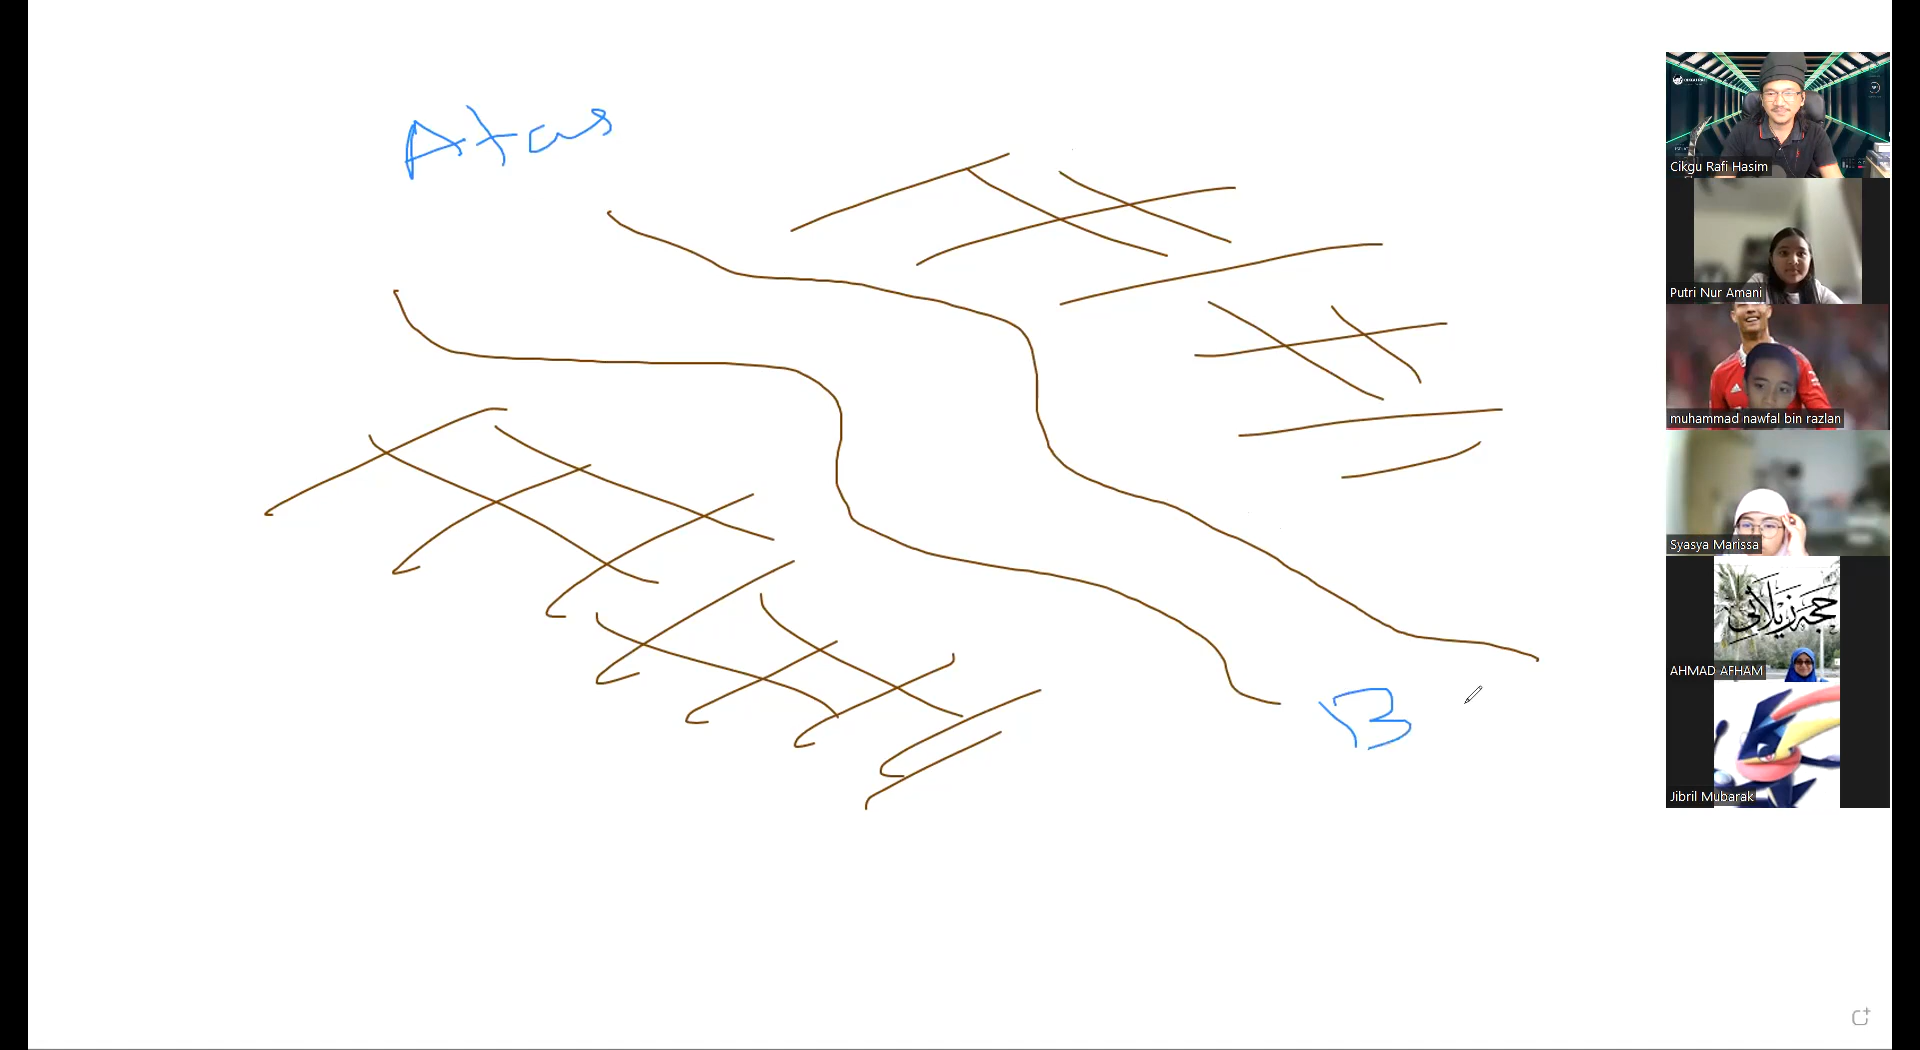 Atas
B
Cikgu Rafi Hasim
Putri Nur Amani
muhammad nawfal bin razlan
Syasya Marissa
AHMAD AFHAM
Jibril Mubarak